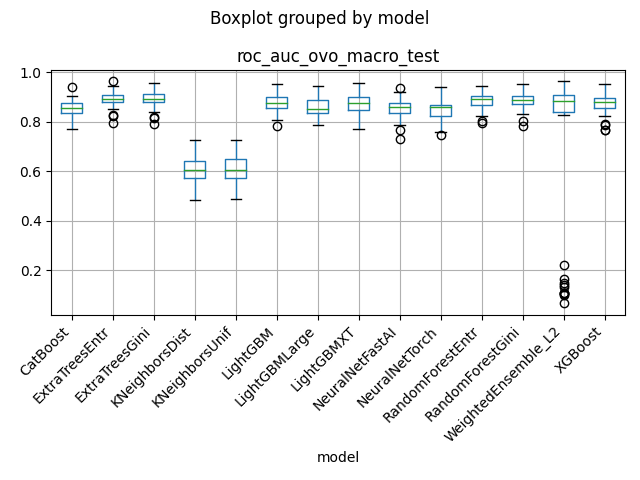 Boxplot grouped by model
roc_auc_ovo_macro_test
1.0
0.8
0.6
0.4
0.2
CatBoost
ExtraTreesEntr
ExtraTreesGini
KNeighborsDist
KNeighborsUnif
LightGBM
LightGBMLarge
LightGBMXT
NeuralNetFastAI
NeuralNetTorch
RandomForestEntr
RandomForestGini
WeightedEnsemble_L2
XGBoost
model